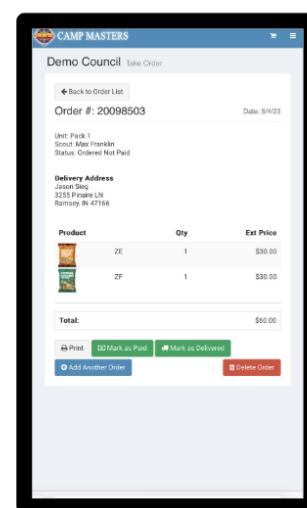 CAMP MASTERS
Demo Council Take Order
Back to Order List
Order #: 20098503 Date: 5/4/23
Unit: Pack 1
Scout: Max Franklin
Status: Ordered Not Paid
Delivery Address
Jason Sieg
3255 Pinaire LN
Ramsey, IN 47166
Product Qty Ext Price
ZE 1 $30.00
ZF 1 $30.00
Total: $60.00
Print Mark as Paid Mark as Delivered
Add Another Order Delete Order